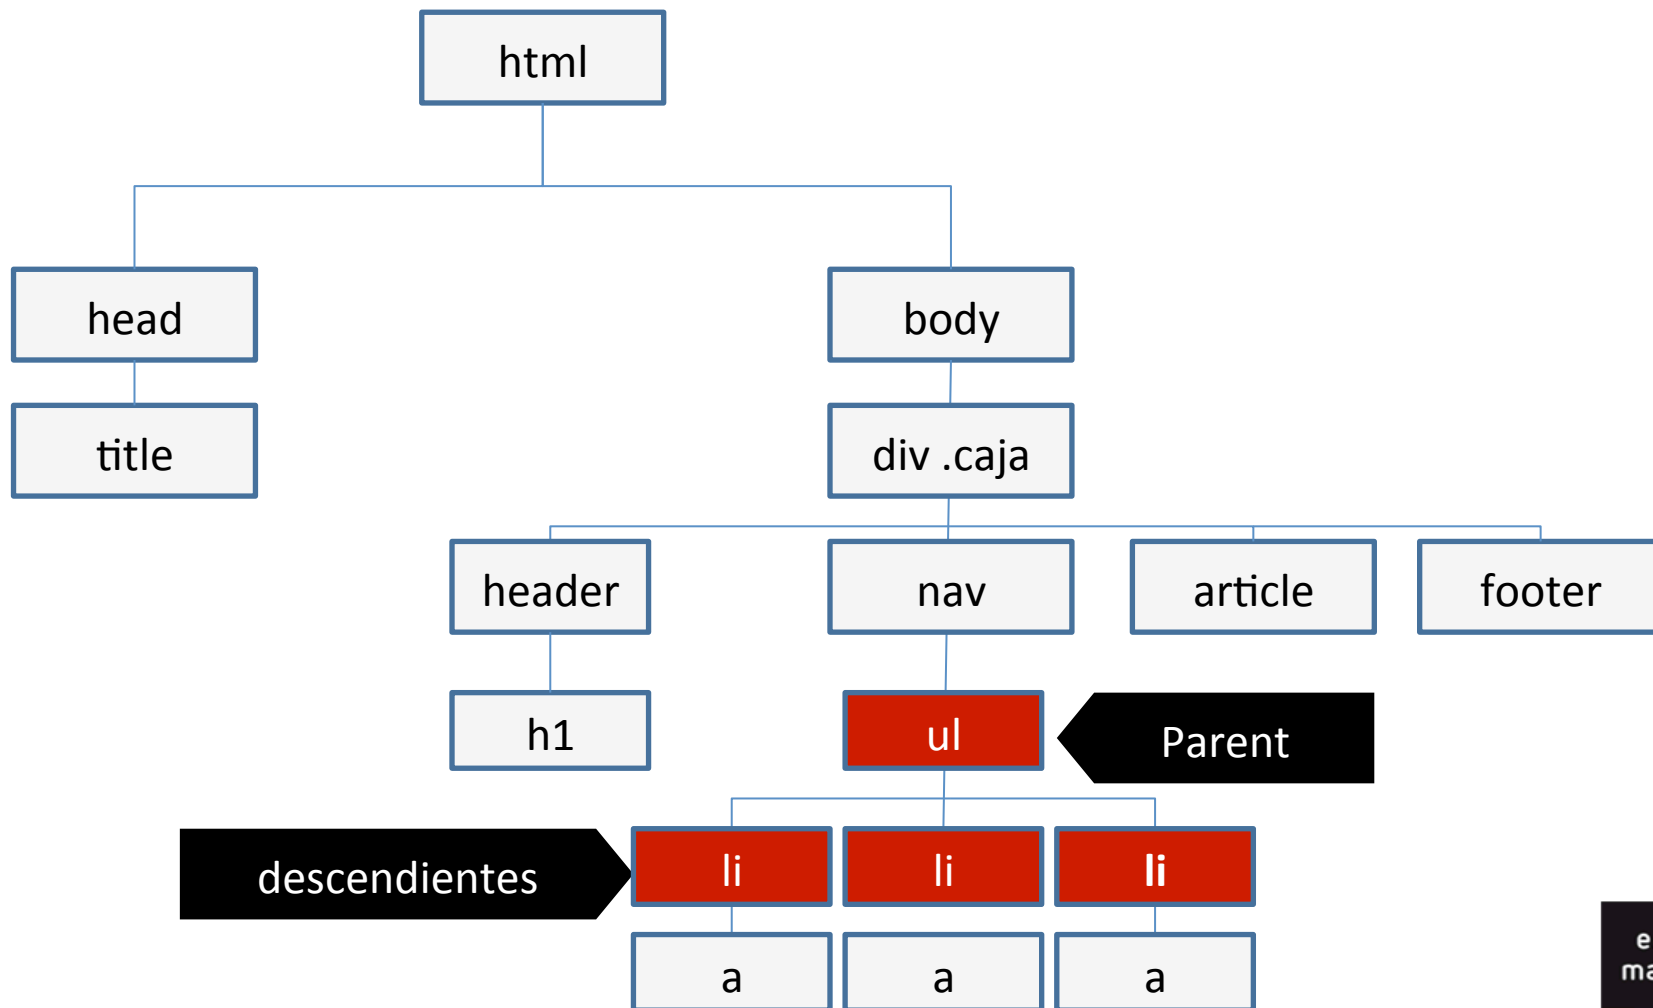 html
head
body
title
div .caja
header
nav
article
footer
h1
ul
Parent
descendientes
li
li
li
a
a
a